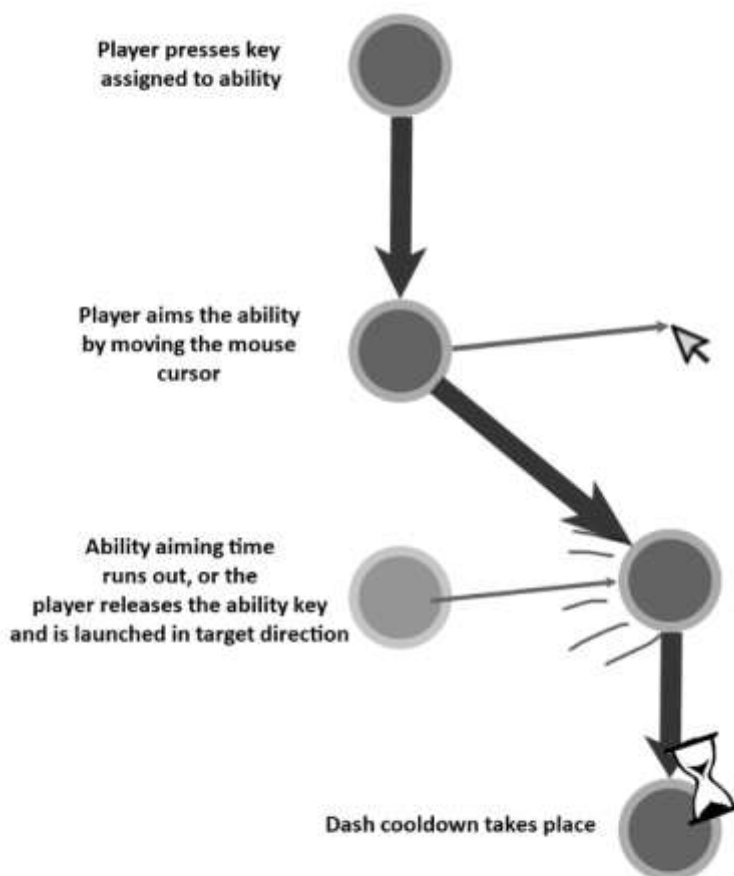 Player presses key
assigned to ability
Player aims the ability
by moving the mouse
cursor
Ability aiming time
runs out, or the
player releases the ability key
and is launched in target direction
Dash cooldown takes place